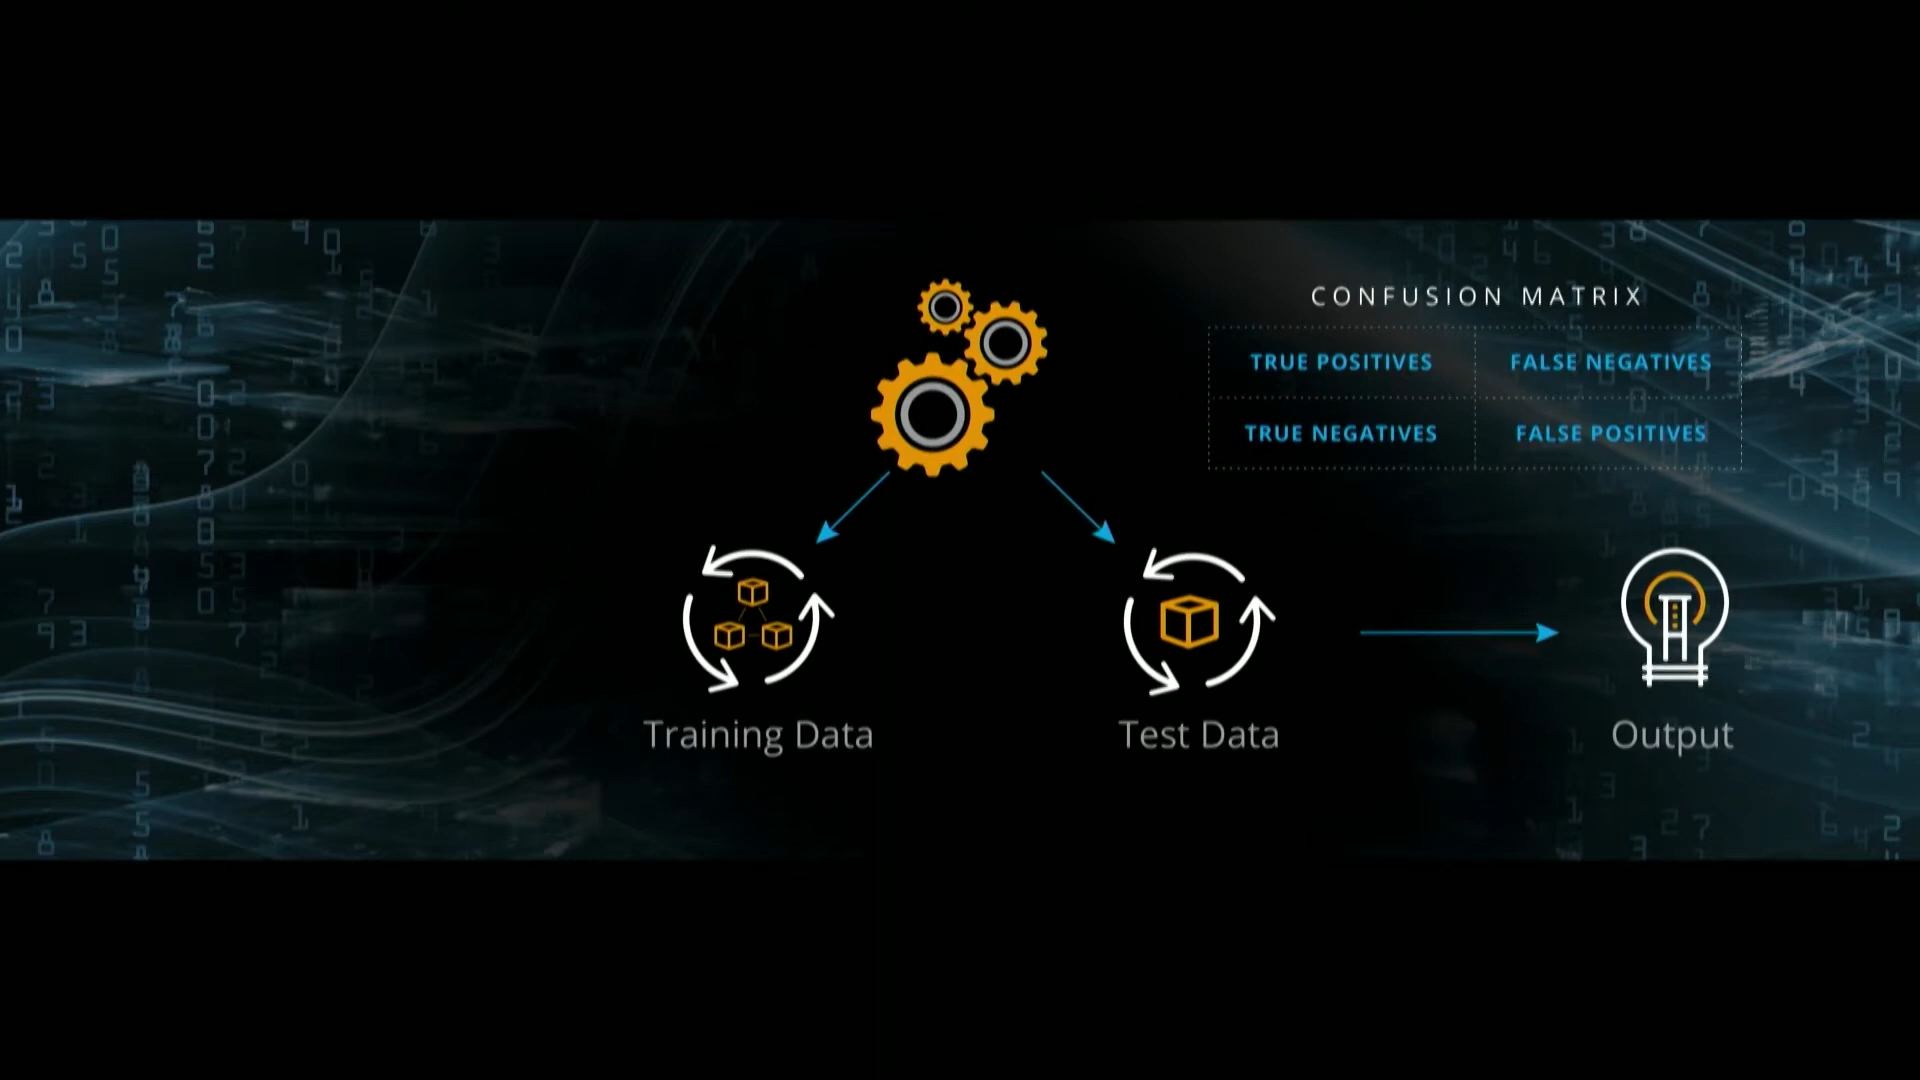 CONFUSION MATRIX
TRUE POSITIVES FALSE NEGATIVES
TRUE NEGATIVES FALSE POSITIVES
Training Data Test Data Output